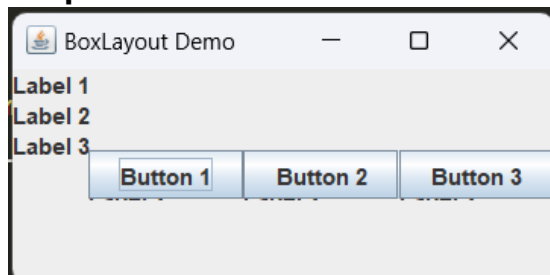 BoxLayout Demo
Label 1
Label 2
Label 3
Button 1 Button 2 Button 3